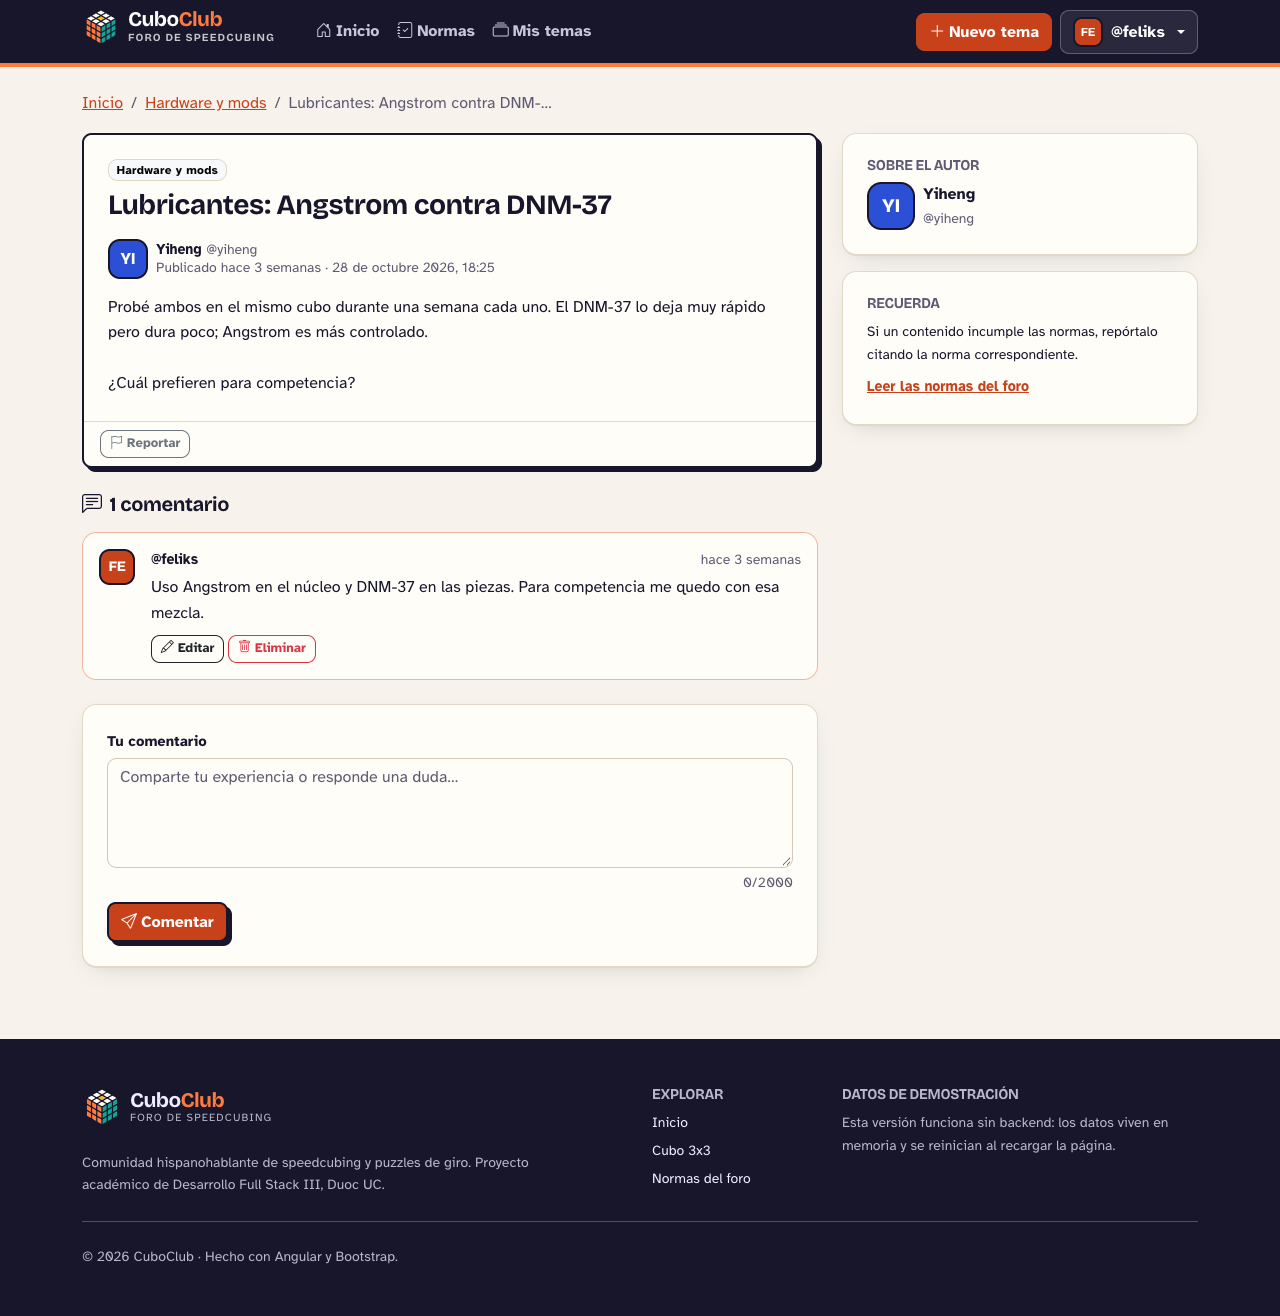 CuboClub
FORO DE SPEEDCUBING
Inicio
Normas
Mis temas
Nuevo tema
FE
@feliks
Inicio / Hardware y mods / Lubricantes: Angstrom contra DNM-...
Hardware y mods
Lubricantes: Angstrom contra DNM-37
YI
Yiheng @yiheng
Publicado hace 3 semanas · 28 de octubre 2026, 18:25
Probé ambos en el mismo cubo durante una semana cada uno. El DNM-37 lo deja muy rápido
pero dura poco; Angstrom es más controlado.
¿Cuál prefieren para competencia?
Reportar
SOBRE EL AUTOR
YI
Yiheng
@yiheng
RECUERDA
Si un contenido incumple las normas, repórtalo
citando la norma correspondiente.
Leer las normas del foro
1 comentario
FE
@feliks
hace 3 semanas
Uso Angstrom en el núcleo y DNM-37 en las piezas. Para competencia me quedo con esa
mezcla.
Editar
Eliminar
Tu comentario
Comparte tu experiencia o responde una duda...
0/2000
Comentar
CuboClub
FORO DE SPEEDCUBING
Comunidad hispanohablante de speedcubing y puzzles de giro. Proyecto
académico de Desarrollo Full Stack III, Duoc UC.
EXPLORAR
Inicio
Cubo 3x3
Normas del foro
DATOS DE DEMOSTRACIÓN
Esta versión funciona sin backend: los datos viven en
memoria y se reinician al recargar la página.
© 2026 CuboClub · Hecho con Angular y Bootstrap.